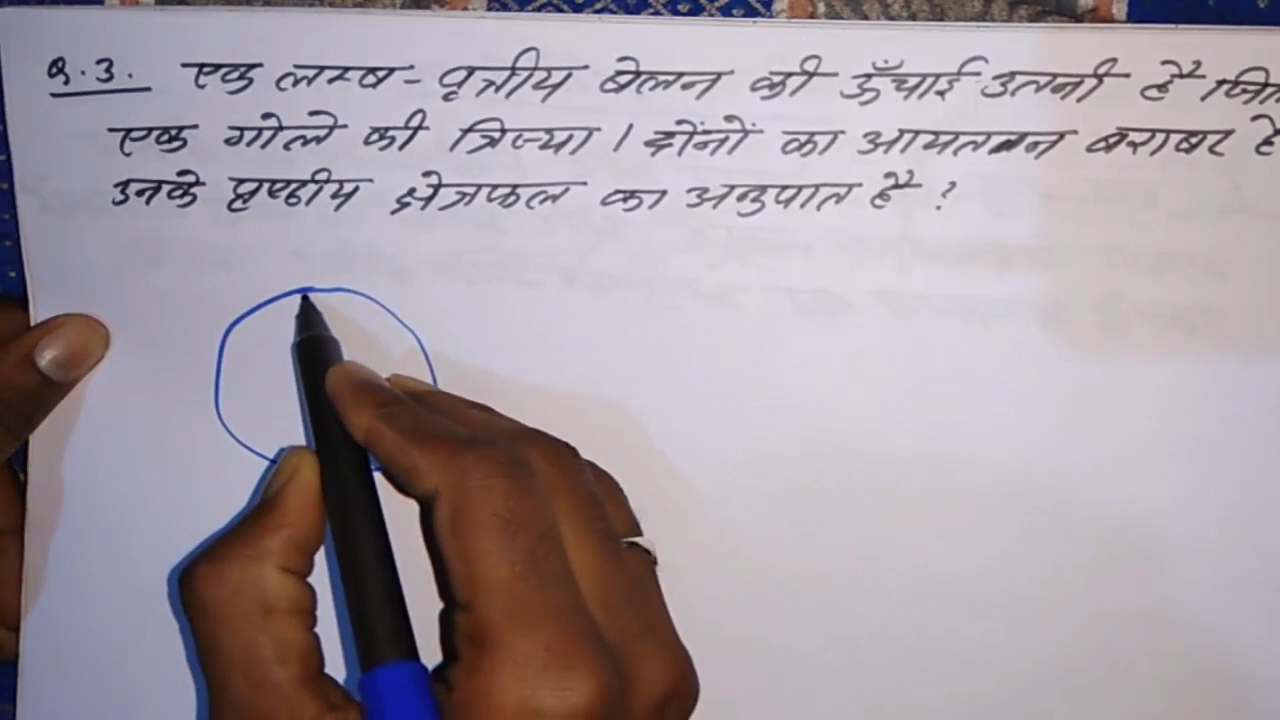 Q.3. एक लम्ब-वृत्तीय बेलन की ऊँचाई उतनी है
एक गोले की त्रिज्या । दोंनों का आयतन बराबर है
उनके पृष्ठीय क्षेत्रफल का अनुपात है ?